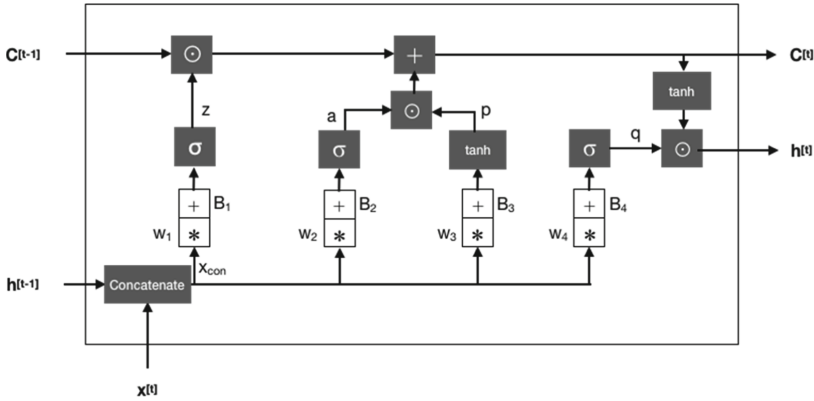 C[t-1] ⊙ + C[t]
tanh
z a ⊙ p q ⊙ h[t]
σ σ tanh σ
+ B₁ + B₂ + B₃ + B₄
w₁ * w₂ * w₃ * w₄ *
xcon
h[t-1] Concatenate
x[t]